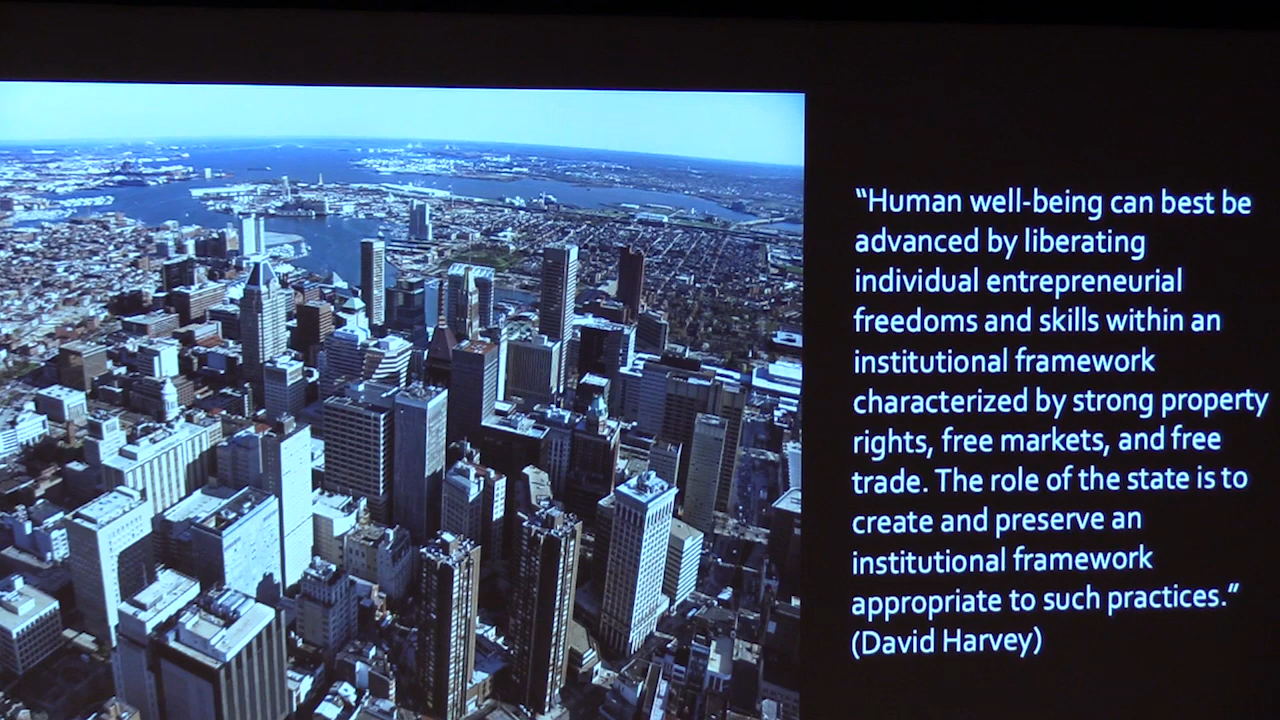 “Human well-being can best be
advanced by liberating
individual entrepreneurial
freedoms and skills within an
institutional framework
characterized by strong property
rights, free markets, and free
trade. The role of the state is to
create and preserve an
institutional framework
appropriate to such practices.”
(David Harvey)